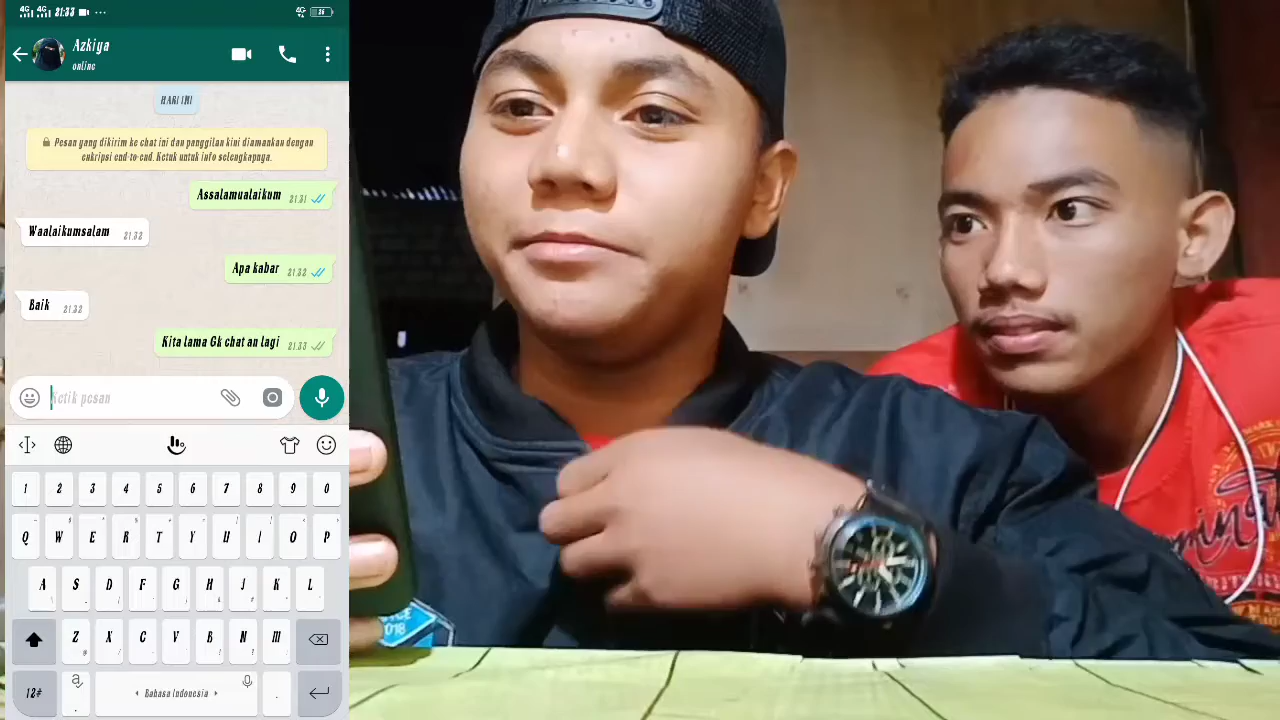 4G 4G 21:33
Azkiya
online
HARI INI
Pesan yang dikirim ke chat ini dan panggilan kini diamankan dengan
enkripsi end-to-end. Ketuk untuk info selengkapnya.
Assalamualaikum 21.31
Waalaikumsalam 21.32
Apa kabar 21.32
Baik 21.32
Kita lama Gk chat an lagi 21.33
Ketik pesan
1 2 3 4 5 6 7 8 9 0
Q W E R T Y U I O P
A S D F G H J K L
Z X C V B N M
12# Bahasa Indonesia .
2018